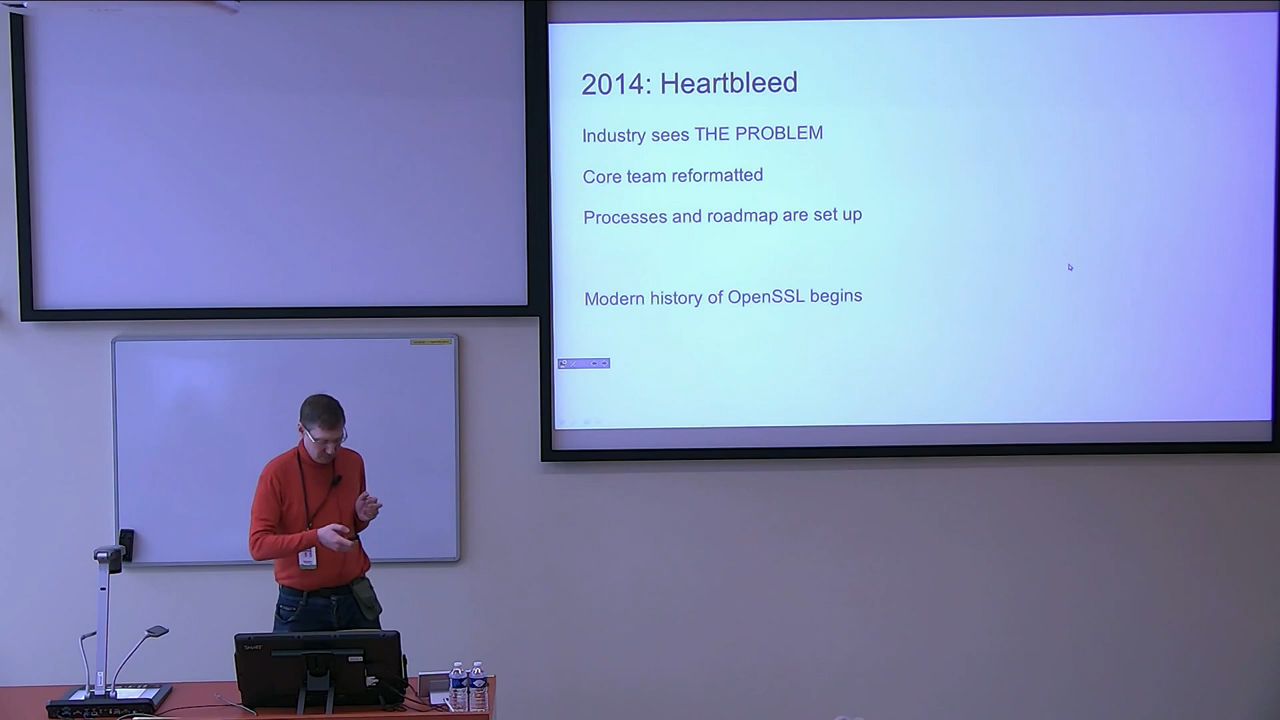 2014: Heartbleed
Industry sees THE PROBLEM
Core team reformatted
Processes and roadmap are set up
Modern history of OpenSSL begins
SMART